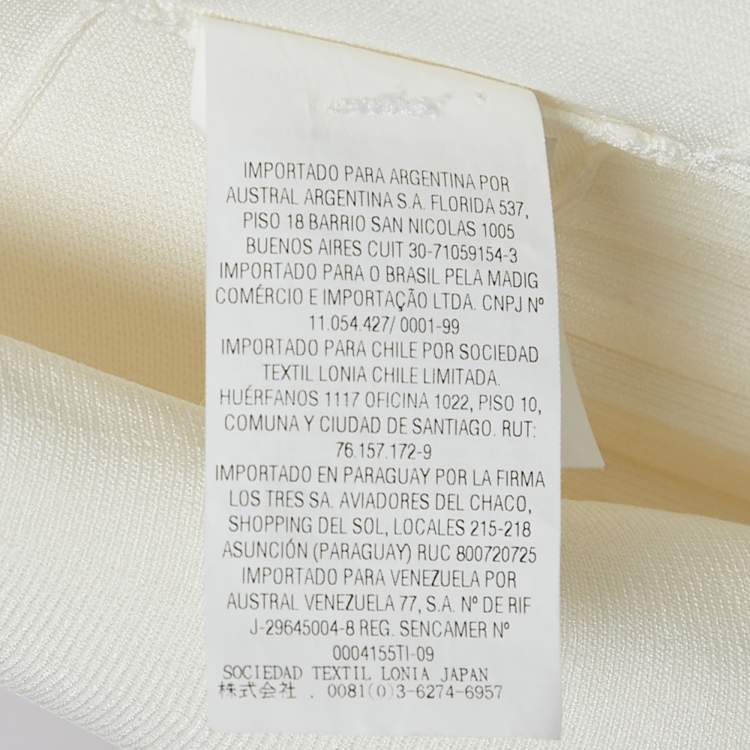 IMPORTADO PARA ARGENTINA POR
AUSTRAL ARGENTINA S.A. FLORIDA 537,
PISO 18 BARRIO SAN NICOLAS 1005
BUENOS AIRES CUIT 30-71059154-3
IMPORTADO PARA O BRASIL PELA MADIG
COMÉRCIO E IMPORTAÇÃO LTDA. CNPJ Nº
11.054.427/ 0001-99
IMPORTADO PARA CHILE POR SOCIEDAD
TEXTIL LONIA CHILE LIMITADA.
HUÉRFANOS 1117 OFICINA 1022, PISO 10,
COMUNA Y CIUDAD DE SANTIAGO. RUT:
76.157.172-9
IMPORTADO EN PARAGUAY POR LA FIRMA
LOS TRES SA. AVIADORES DEL CHACO,
SHOPPING DEL SOL, LOCALES 215-218
ASUNCIÓN (PARAGUAY) RUC 800720725
IMPORTADO PARA VENEZUELA POR
AUSTRAL VENEZUELA 77, S.A. Nº DE RIF
J-29645004-8 REG. SENCAMER Nº
0004155TI-09
SOCIEDAD TEXTIL LONIA JAPAN
株式会社 . 0081(0)3-6274-6957